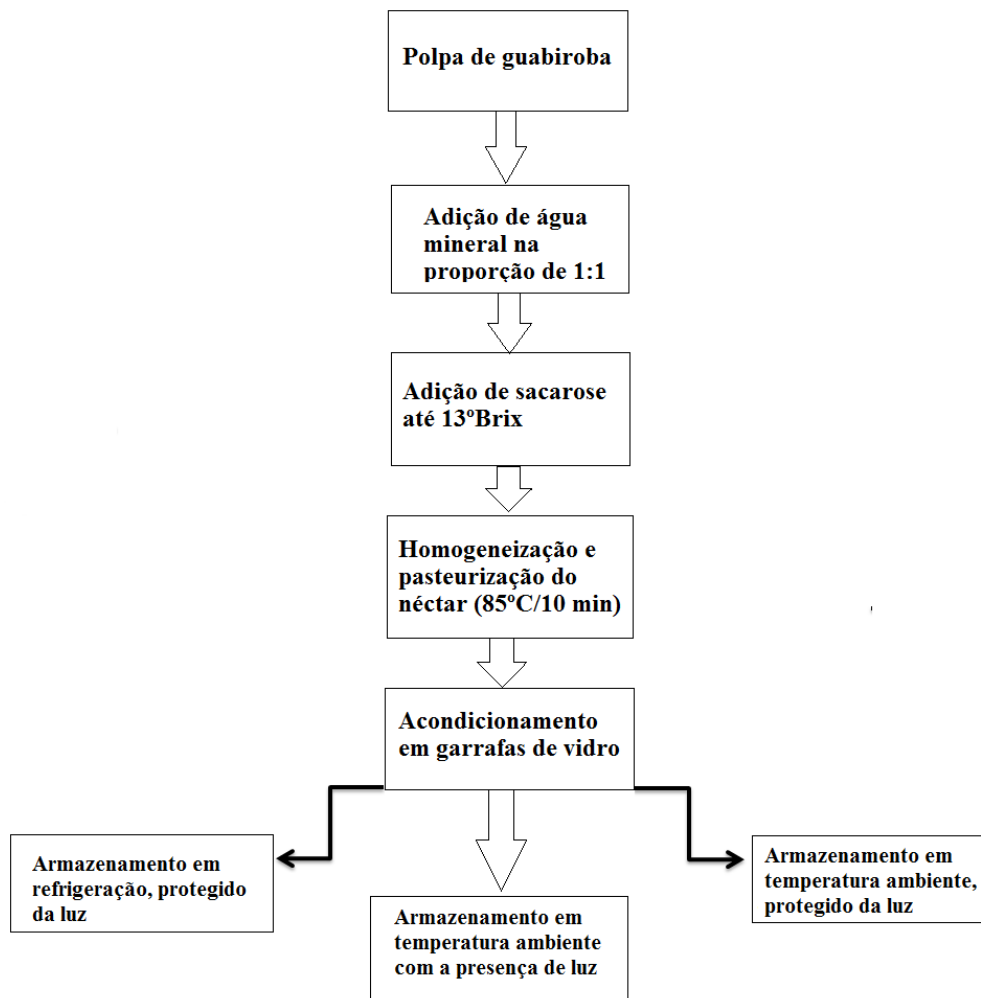 Polpa de guabiroba
Adição de água
mineral na
proporção de 1:1
Adição de sacarose
até 13ºBrix
Homogeneização e
pasteurização do
néctar (85ºC/10 min)
Acondicionamento
em garrafas de vidro
Armazenamento em
refrigeração, protegido
da luz
Armazenamento em
temperatura ambiente
com a presença de luz
Armazenamento em
temperatura ambiente,
protegido da luz